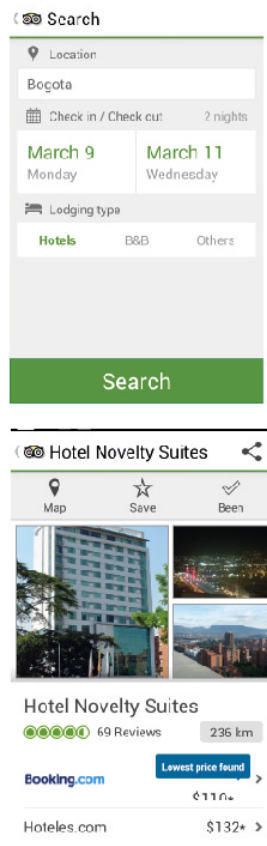 Search
Location
Bogota
Check in / Check out 2 nights
March 9 March 11
Monday Wednesday
Lodging type
Hotels B&B Others
Search
Hotel Novelty Suites
Map Save Been
Hotel Novelty Suites
69 Reviews 236 km
Lowest price found
Booking.com
$110*
Hoteles.com $132*